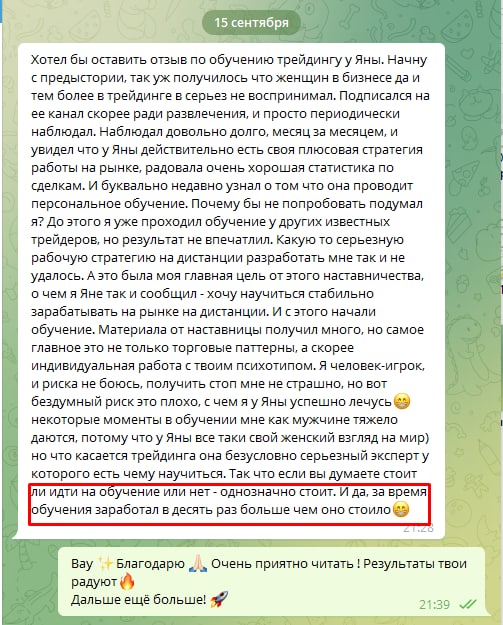 15 сентября
Хотел бы оставить отзыв по обучению трейдингу у Яны. Начну
с предыстории, так уж получилось что женщин в бизнесе да и
тем более в трейдинге в серьез не воспринимал. Подписался на
ее канал скорее ради развлечения, и просто периодически
наблюдал. Наблюдал довольно долго, месяц за месяцем, и
увидел что у Яны действительно есть своя плюсовая стратегия
работы на рынке, радовала очень хорошая статистика по
сделкам. И буквально недавно узнал о том что она проводит
персональное обучение. Почему бы не попробовать подумал
я? До этого я уже проходил обучение у других известных
трейдеров, но результат не впечатлил. Какую то серьезную
рабочую стратегию на дистанции разработать мне так и не
удалось. А это была моя главная цель от этого наставничества,
о чем я Яне так и сообщил - хочу научиться стабильно
зарабатывать на рынке на дистанции. И с этого начали
обучение. Материала от наставницы получил много, но самое
главное это не только торговые паттерны, а скорее
индивидуальная работа с твоим психотипом. Я человек-игрок,
и риска не боюсь, получить стоп мне не страшно, но вот
бездумный риск это плохо, с чем я у Яны успешно лечусь😁
некоторые моменты в обучении мне как мужчине тяжело
даются, потому что у Яны все таки свой женский взгляд на мир)
но что касается трейдинга она безусловно серьезный эксперт у
которого есть чему научиться. Так что если вы думаете стоит
ли идти на обучение или нет - однозначно стоит. И да, за время
обучения заработал в десять раз больше чем оно стоило😁
21:28
Вау ✨ Благодарю 🙏🏻 Очень приятно читать ! Результаты твои
радуют🔥
Дальше ещё больше! 🚀
21:39